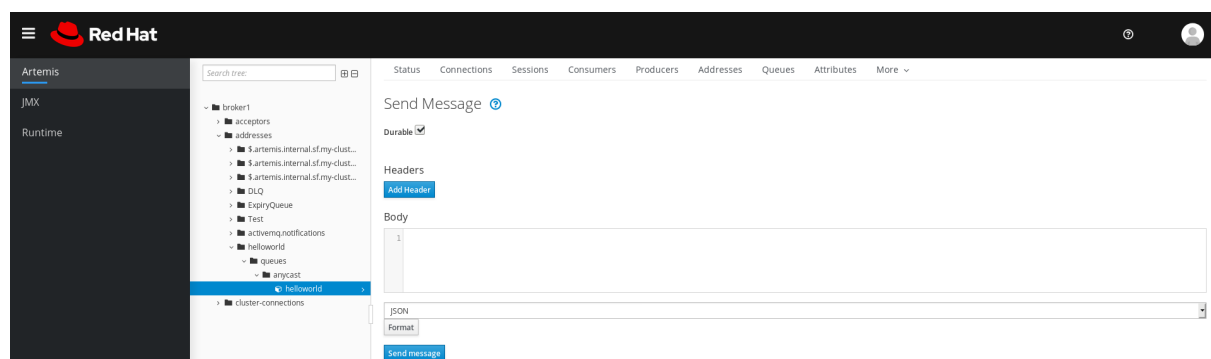 Red Hat
Artemis
JMX
Runtime
Search tree:
broker1
acceptors
addresses
$.artemis.internal.sf.my-clust...
$.artemis.internal.sf.my-clust...
$.artemis.internal.sf.my-clust...
DLQ
ExpiryQueue
Test
activemq.notifications
helloworld
queues
anycast
helloworld
cluster-connections
Status Connections Sessions Consumers Producers Addresses Queues Attributes More
Send Message
Durable
Headers
Add Header
Body
1
JSON
Format
Send message